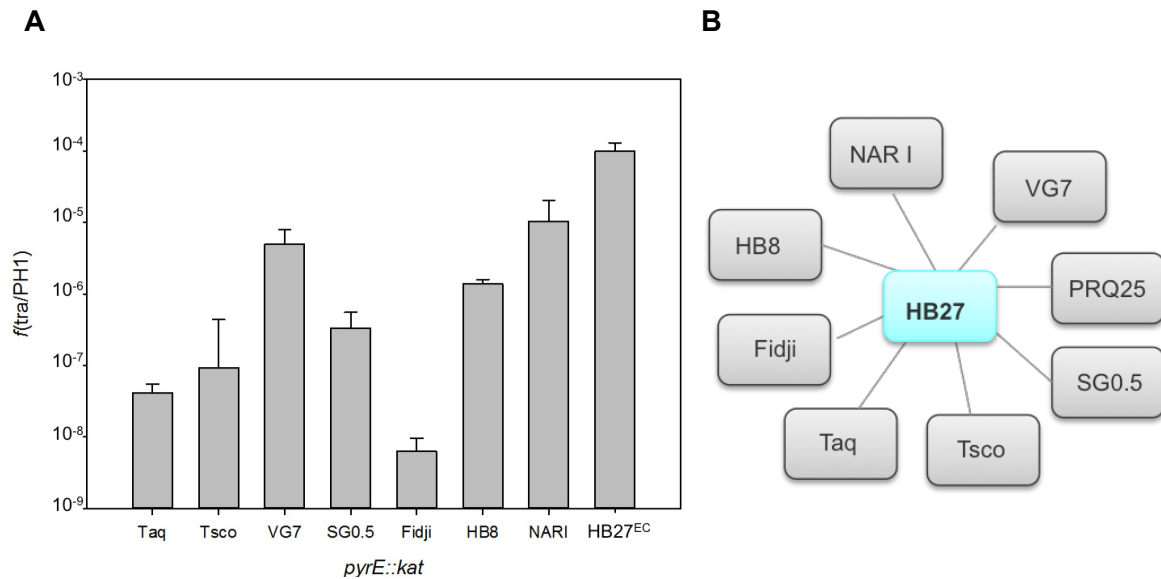 A
B
10⁻³
10⁻⁴
10⁻⁵
10⁻⁶
10⁻⁷
10⁻⁸
10⁻⁹
f(tra/PH1)
Taq Tsco VG7 SG0.5 Fidji HB8 NARI HB27ᴱᶜ
pyrE::kat
NAR I
VG7
HB8
PRQ25
HB27
Fidji
SG0.5
Taq
Tsco